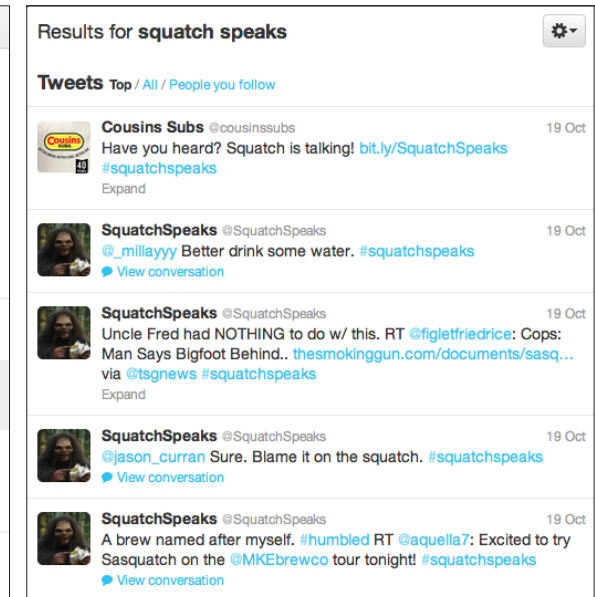 Results for squatch speaks
Tweets Top / All / People you follow
Cousins Subs @cousinssubs 19 Oct
Have you heard? Squatch is talking! bit.ly/SquatchSpeaks
#squatchspeaks
Expand
SquatchSpeaks @SquatchSpeaks 19 Oct
@_millayyy Better drink some water. #squatchspeaks
View conversation
SquatchSpeaks @SquatchSpeaks 19 Oct
Uncle Fred had NOTHING to do w/ this. RT @figletfriedrice: Cops:
Man Says Bigfoot Behind.. thesmokinggun.com/documents/sasq...
via @tsgnews #squatchspeaks
Expand
SquatchSpeaks @SquatchSpeaks 19 Oct
@jason_curran Sure. Blame it on the squatch. #squatchspeaks
View conversation
SquatchSpeaks @SquatchSpeaks 19 Oct
A brew named after myself. #humbled RT @aquella7: Excited to try
Sasquatch on the @MKEbrewco tour tonight! #squatchspeaks
View conversation
Cousins
SUBS
40